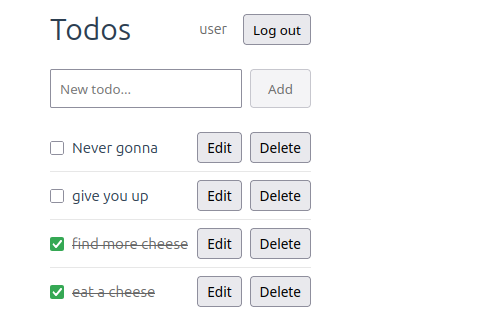 Todos user Log out
New todo... Add
Never gonna Edit Delete
give you up Edit Delete
find more cheese Edit Delete
eat a cheese Edit Delete